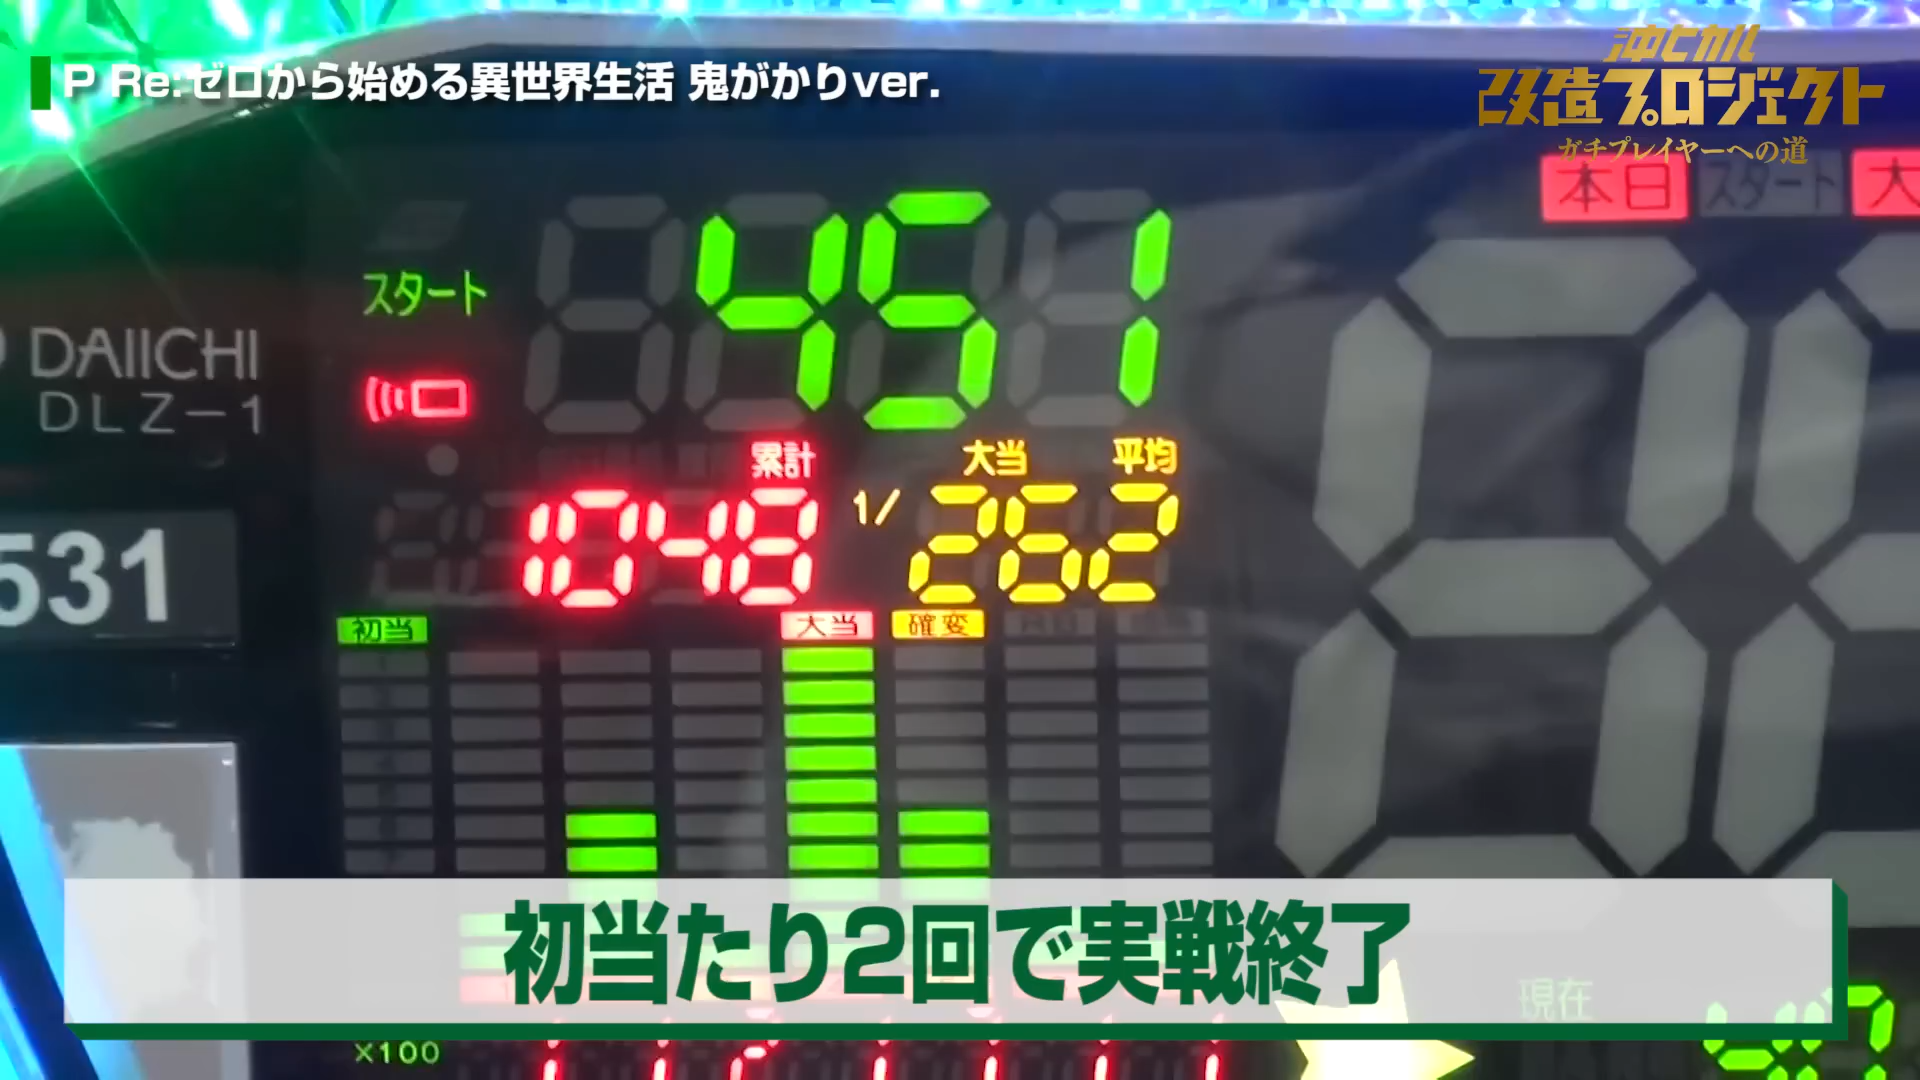 P Re:ゼロから始める異世界生活 鬼がかりver.
沖ヒカル
改造プロジェクト
ガチプレイヤーへの道
本日 スタート 大
スタート 451
DAIICHI
DLZ-1
累計 大当 平均
1048 1/262
531
初当 大当 確変
初当たり2回で実戦終了
現在
×100